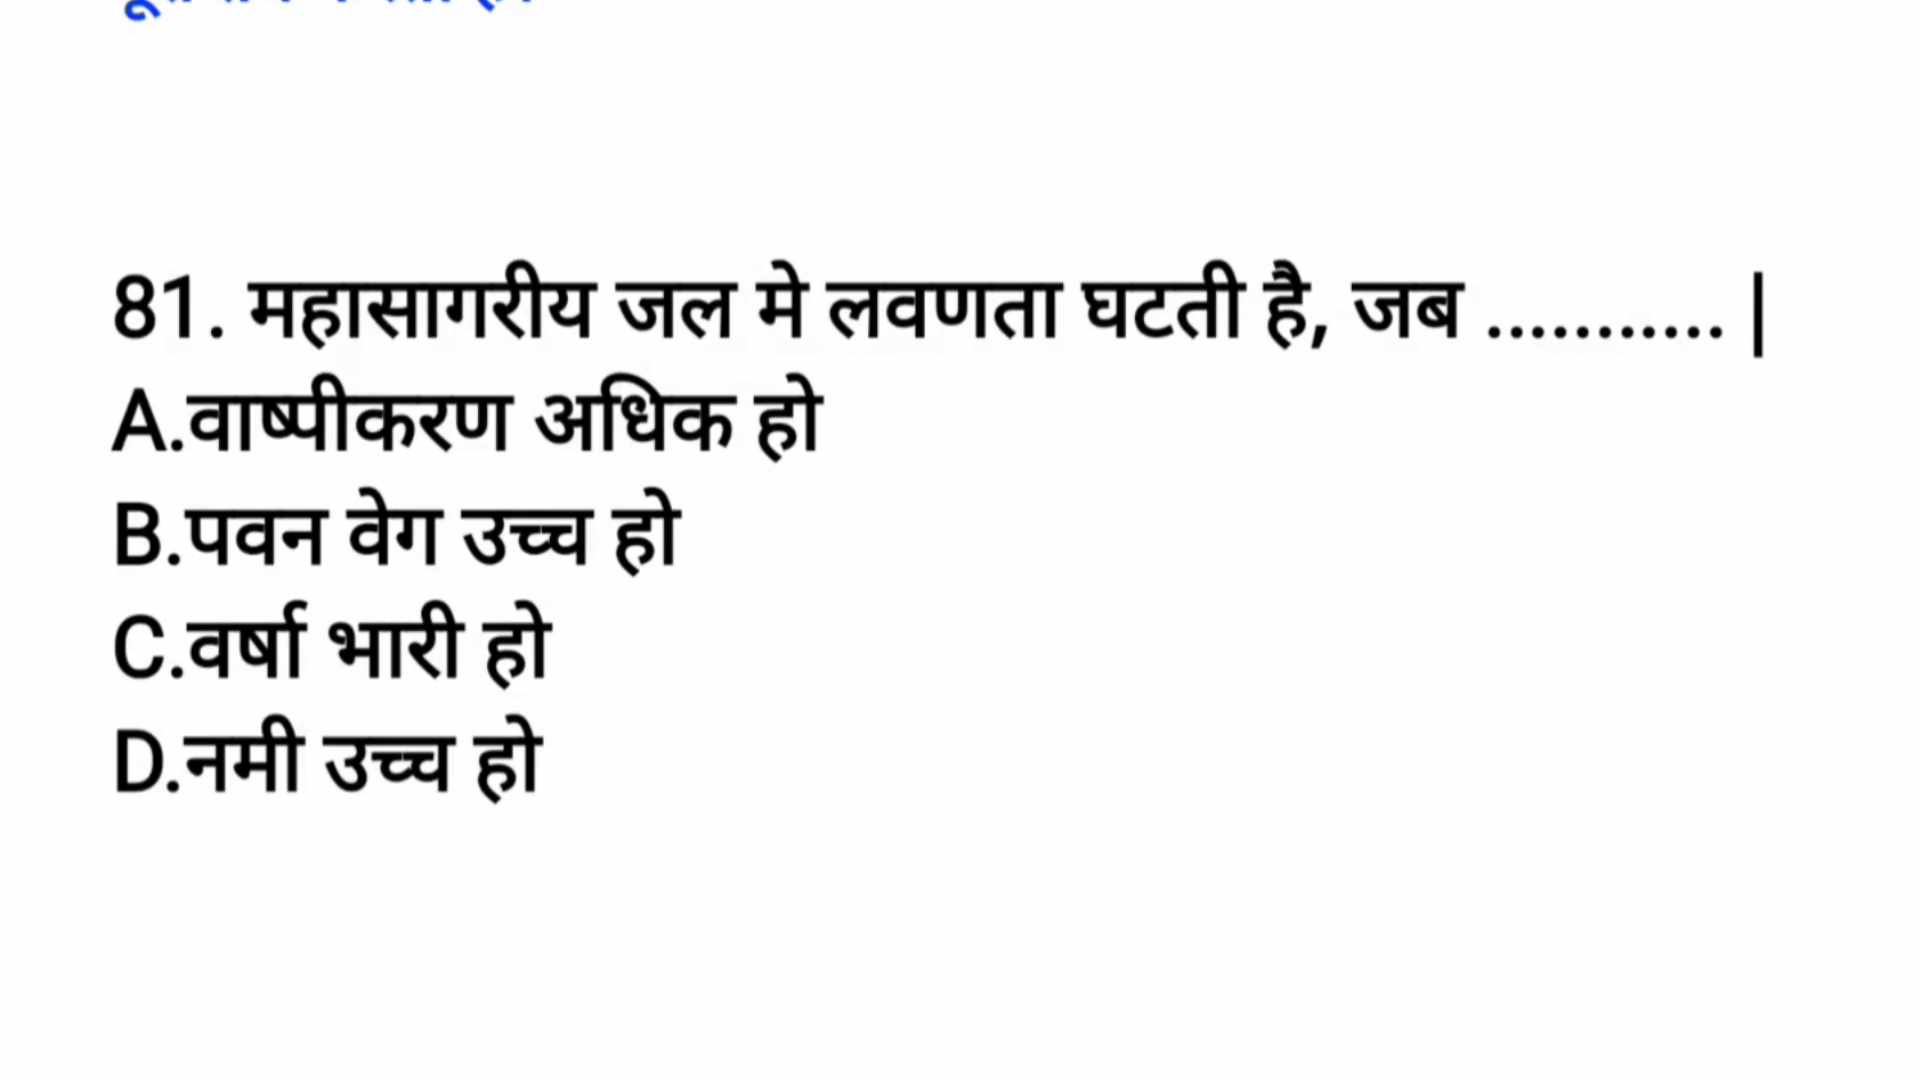 81. महासागरीय जल मे लवणता घटती है, जब ........... |
A.वाष्पीकरण अधिक हो
B.पवन वेग उच्च हो
C.वर्षा भारी हो
D.नमी उच्च हो